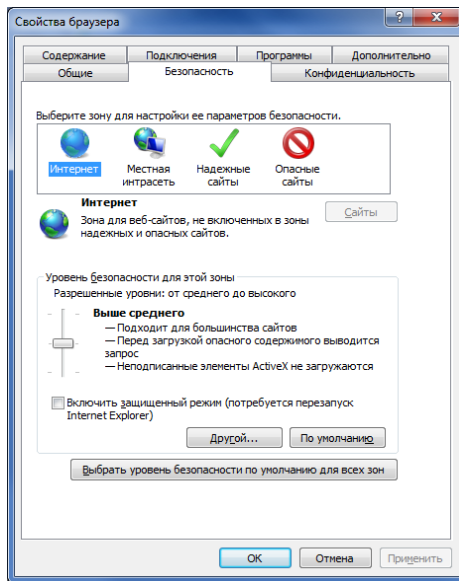 Свойства браузера
Содержание Подключения Программы Дополнительно
Общие Безопасность Конфиденциальность
Выберите зону для настройки ее параметров безопасности.
Интернет Местная интрасеть Надежные сайты Опасные сайты
Интернет
Зона для веб-сайтов, не включенных в зоны
надежных и опасных сайтов.
Сайты
Уровень безопасности для этой зоны
Разрешенные уровни: от среднего до высокого
Выше среднего
— Подходит для большинства сайтов
— Перед загрузкой опасного содержимого выводится
запрос
— Неподписанные элементы ActiveX не загружаются
Включить защищенный режим (потребуется перезапуск
Internet Explorer)
Другой... По умолчанию
Выбрать уровень безопасности по умолчанию для всех зон
ОК Отмена Применить